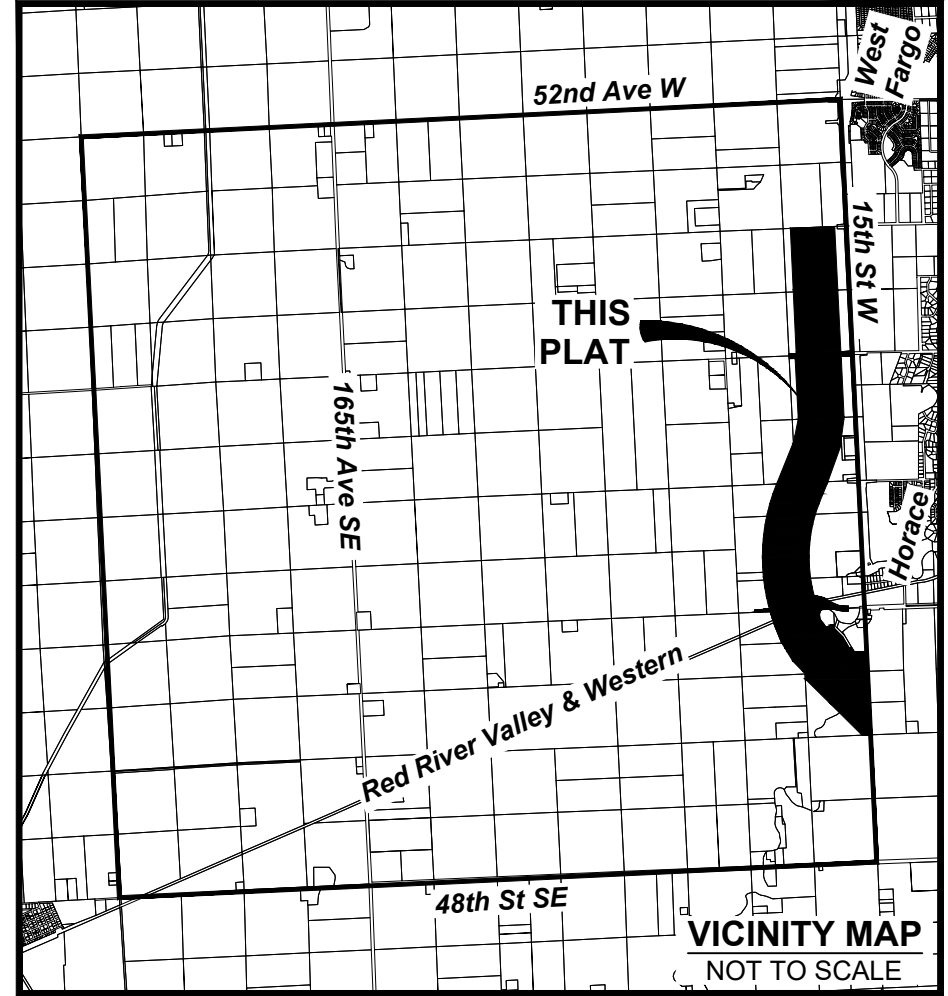 West
Fargo
52nd Ave W
15th St W
THIS
PLAT
165th Ave SE
Horace
Red River Valley & Western
48th St SE
VICINITY MAP
NOT TO SCALE